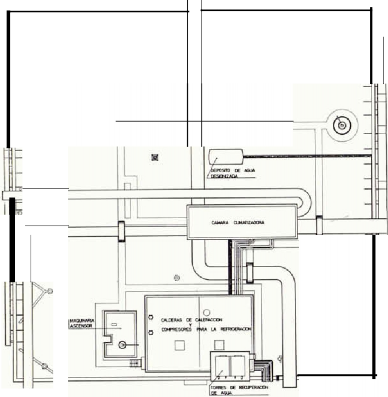 DEPOSITO DE AGUA
DESIONIZADA
CAMARA CLIMATIZADORA
MAQUINARIA
ASCENSOR
CALDERAS DE CALEFACCION
Y
COMPRESORES PARA LA REFRIGERACION
TORRES DE RECUPERACION
DE AGUA